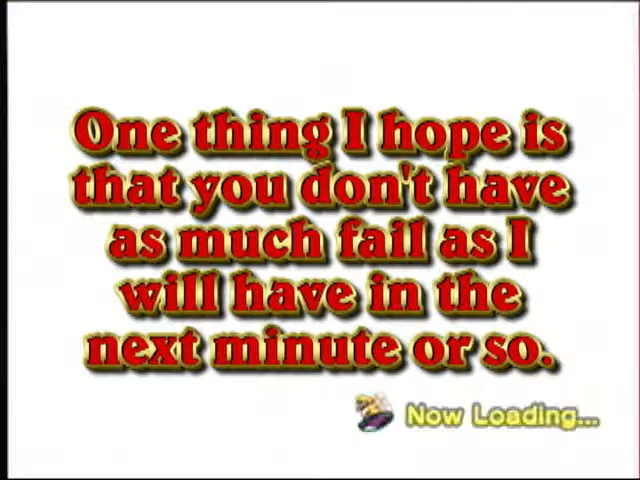 One thing I hope is
that you don't have
as much fail as I
will have in the
next minute or so.
Now Loading...